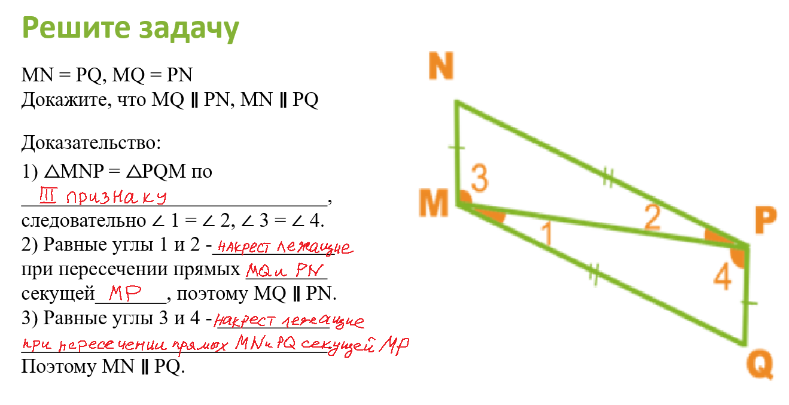 Решите задачу
MN = PQ, MQ = PN
Докажите, что MQ ∥ PN, MN ∥ PQ
Доказательство:
1) △MNP = △PQM по
III признаку,
следовательно ∠ 1 = ∠ 2, ∠ 3 = ∠ 4.
2) Равные углы 1 и 2 - накрест лежащие
при пересечении прямых MQ и PN
секущей MP, поэтому MQ ∥ PN.
3) Равные углы 3 и 4 - накрест лежащие
при пересечении прямых MN и PQ секущей MP.
Поэтому MN ∥ PQ.
N
M
3
1
2
P
4
Q